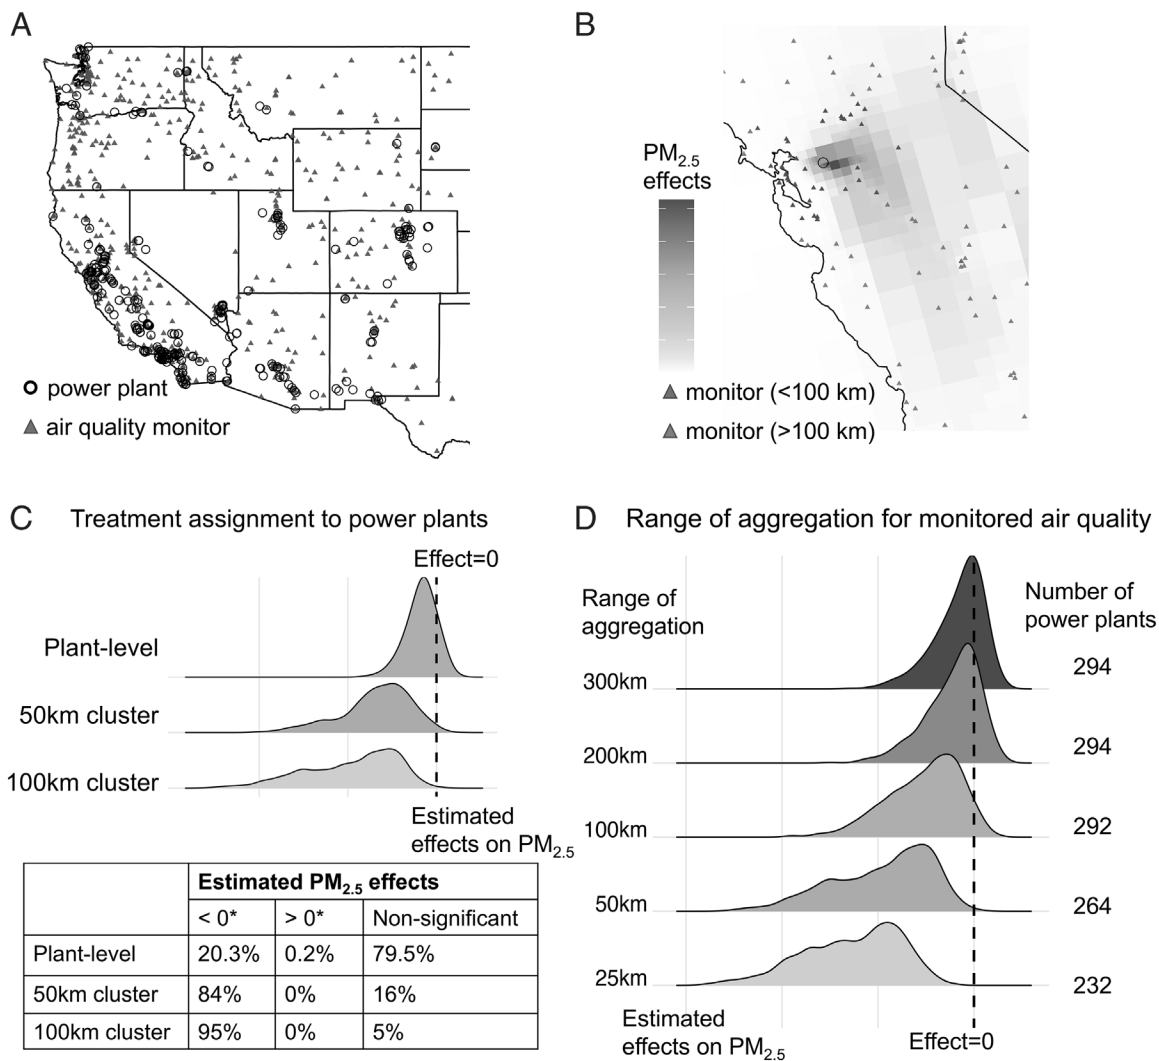 A
power plant
air quality monitor
B
PM2.5
effects
monitor (<100 km)
monitor (>100 km)
C Treatment assignment to power plants
Effect=0
Plant-level
50km cluster
100km cluster
Estimated
effects on PM2.5
Estimated PM2.5 effects
< 0* > 0* Non-significant
Plant-level 20.3% 0.2% 79.5%
50km cluster 84% 0% 16%
100km cluster 95% 0% 5%
D Range of aggregation for monitored air quality
Range of
aggregation
Number of
power plants
300km 294
200km 294
100km 292
50km 264
25km 232
Estimated
effects on PM2.5
Effect=0